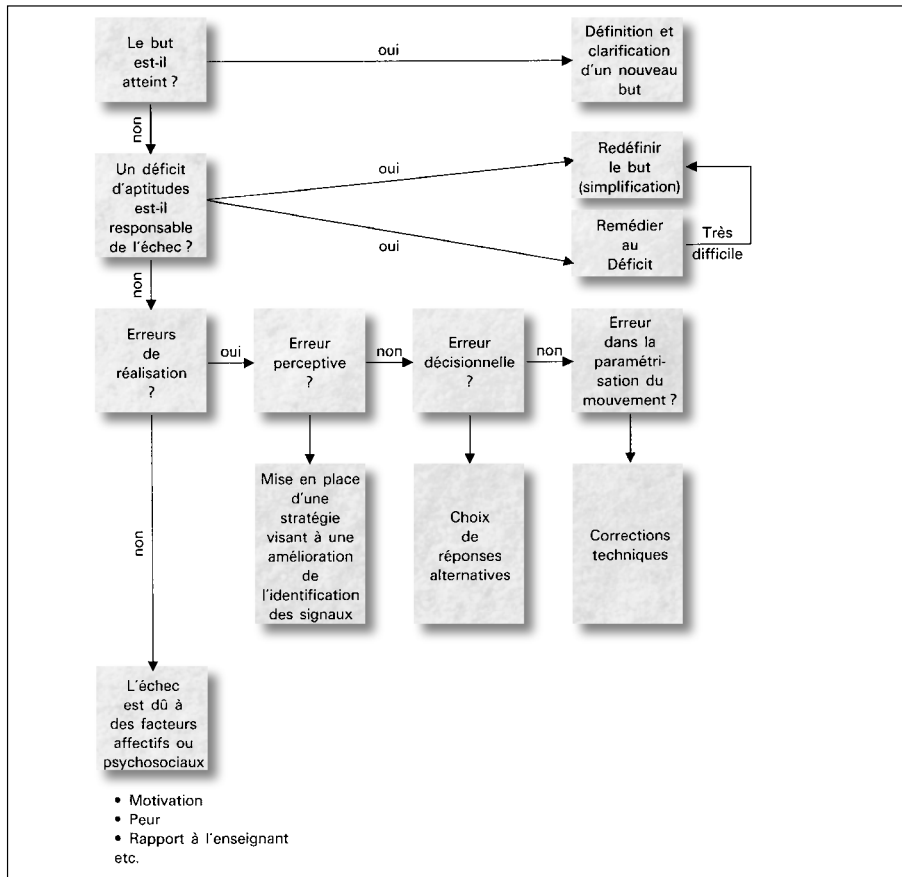 Le but
est-il
atteint ?
oui
Définition et
clarification
d'un nouveau
but
non
Un déficit
d'aptitudes
est-il
responsable
de l'échec ?
oui
Redéfinir
le but
(simplification)
oui
Remédier
au
Déficit
Très
difficile
non
Erreurs
de
réalisation
?
oui
Erreur
perceptive
?
non
Erreur
décisionnelle
?
non
Erreur
dans la
paramétri-
sation du
mouvement ?
Mise en place
d'une
stratégie
visant à une
amélioration
de
l'identification
des signaux
Choix
de
réponses
alternatives
Corrections
techniques
non
L'échec
est dû à
des facteurs
affectifs ou
psychosociaux
• Motivation
• Peur
• Rapport à l'enseignant
etc.